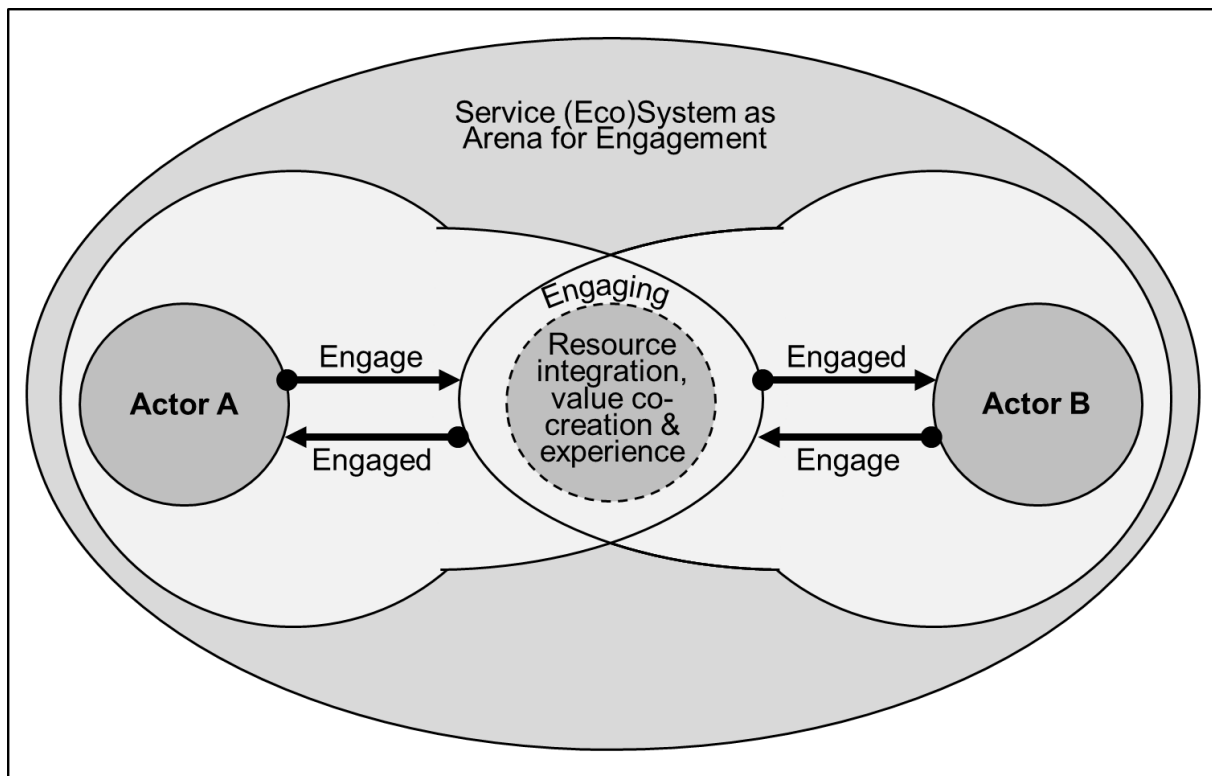 Service (Eco)System as
Arena for Engagement
Engaging
Resource
integration,
value co-
creation &
experience
Engage
Engaged
Actor A
Actor B
Engaged
Engage